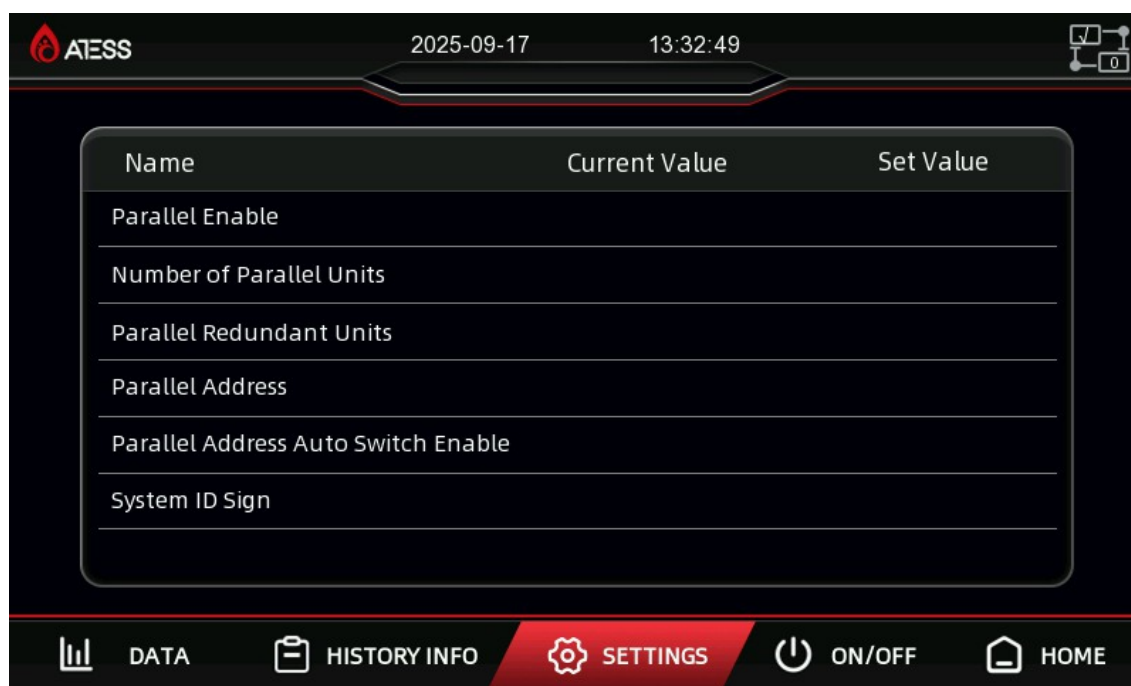 ATESS 2025-09-17 13:32:49
0
Name Current Value Set Value
Parallel Enable
Number of Parallel Units
Parallel Redundant Units
Parallel Address
Parallel Address Auto Switch Enable
System ID Sign
DATA HISTORY INFO SETTINGS ON/OFF HOME